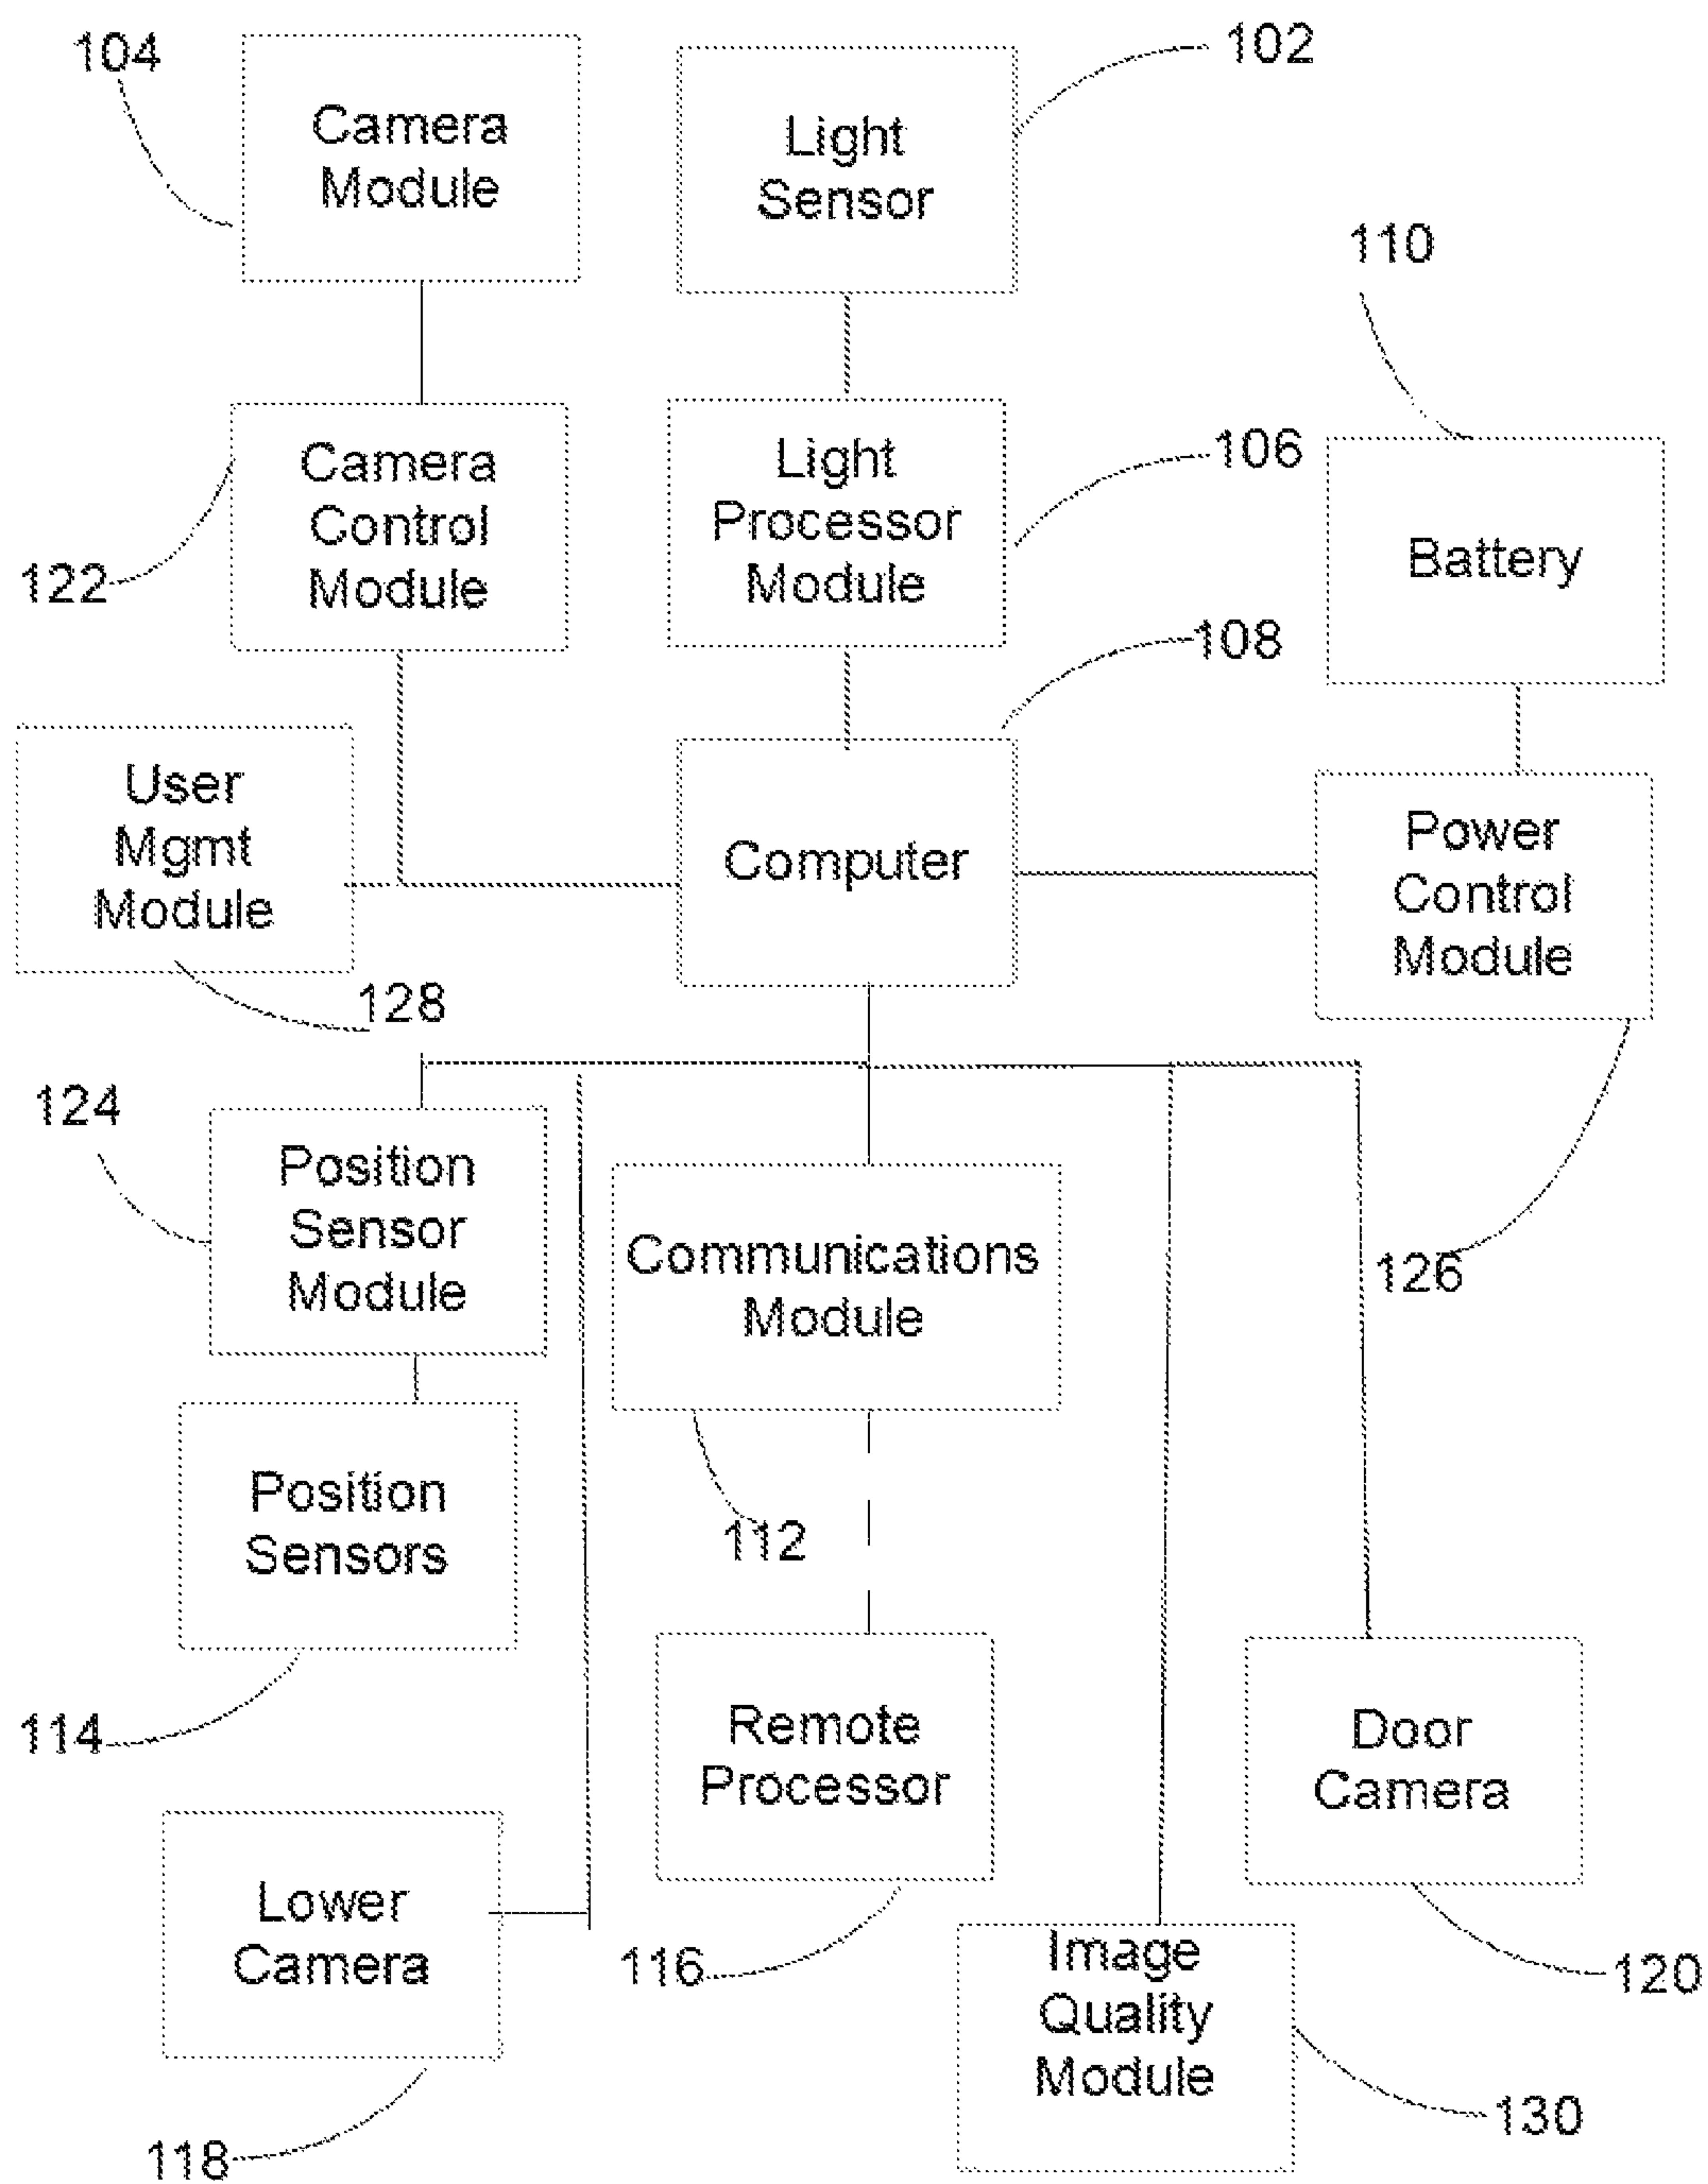 104
Camera
Module
Light
Sensor
102
110
Camera
Control
Module
122
Light
Processor
Module
106
Battery
108
User
Mgmt
Module
128
Computer
Power
Control
Module
126
124
Position
Sensor
Module
Communications
Module
112
Position
Sensors
114
Remote
Processor
116
Door
Camera
120
Lower
Camera
118
Image
Quality
Module
130